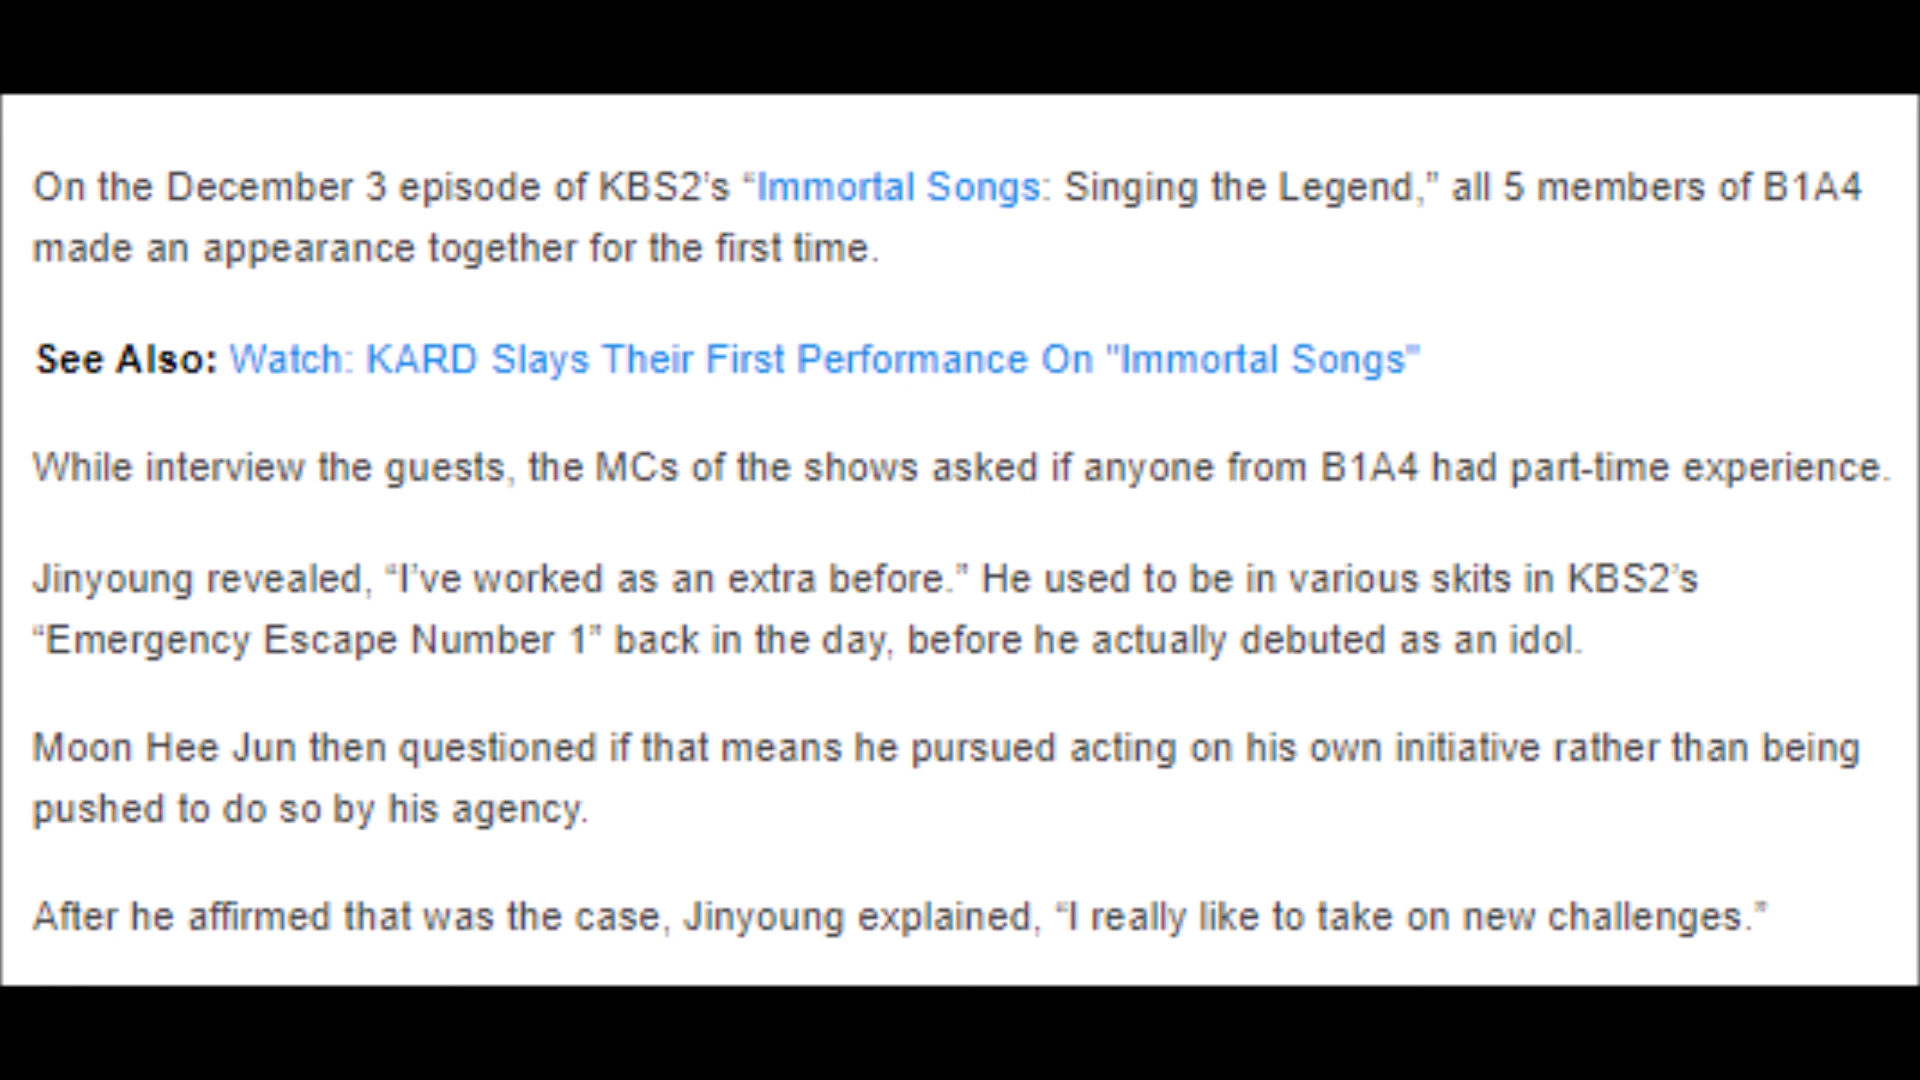 On the December 3 episode of KBS2’s “Immortal Songs: Singing the Legend,” all 5 members of B1A4
made an appearance together for the first time.
See Also: Watch: KARD Slays Their First Performance On "Immortal Songs"
While interview the guests, the MCs of the shows asked if anyone from B1A4 had part-time experience.
Jinyoung revealed, “I’ve worked as an extra before.” He used to be in various skits in KBS2’s
“Emergency Escape Number 1” back in the day, before he actually debuted as an idol.
Moon Hee Jun then questioned if that means he pursued acting on his own initiative rather than being
pushed to do so by his agency.
After he affirmed that was the case, Jinyoung explained, “I really like to take on new challenges.”